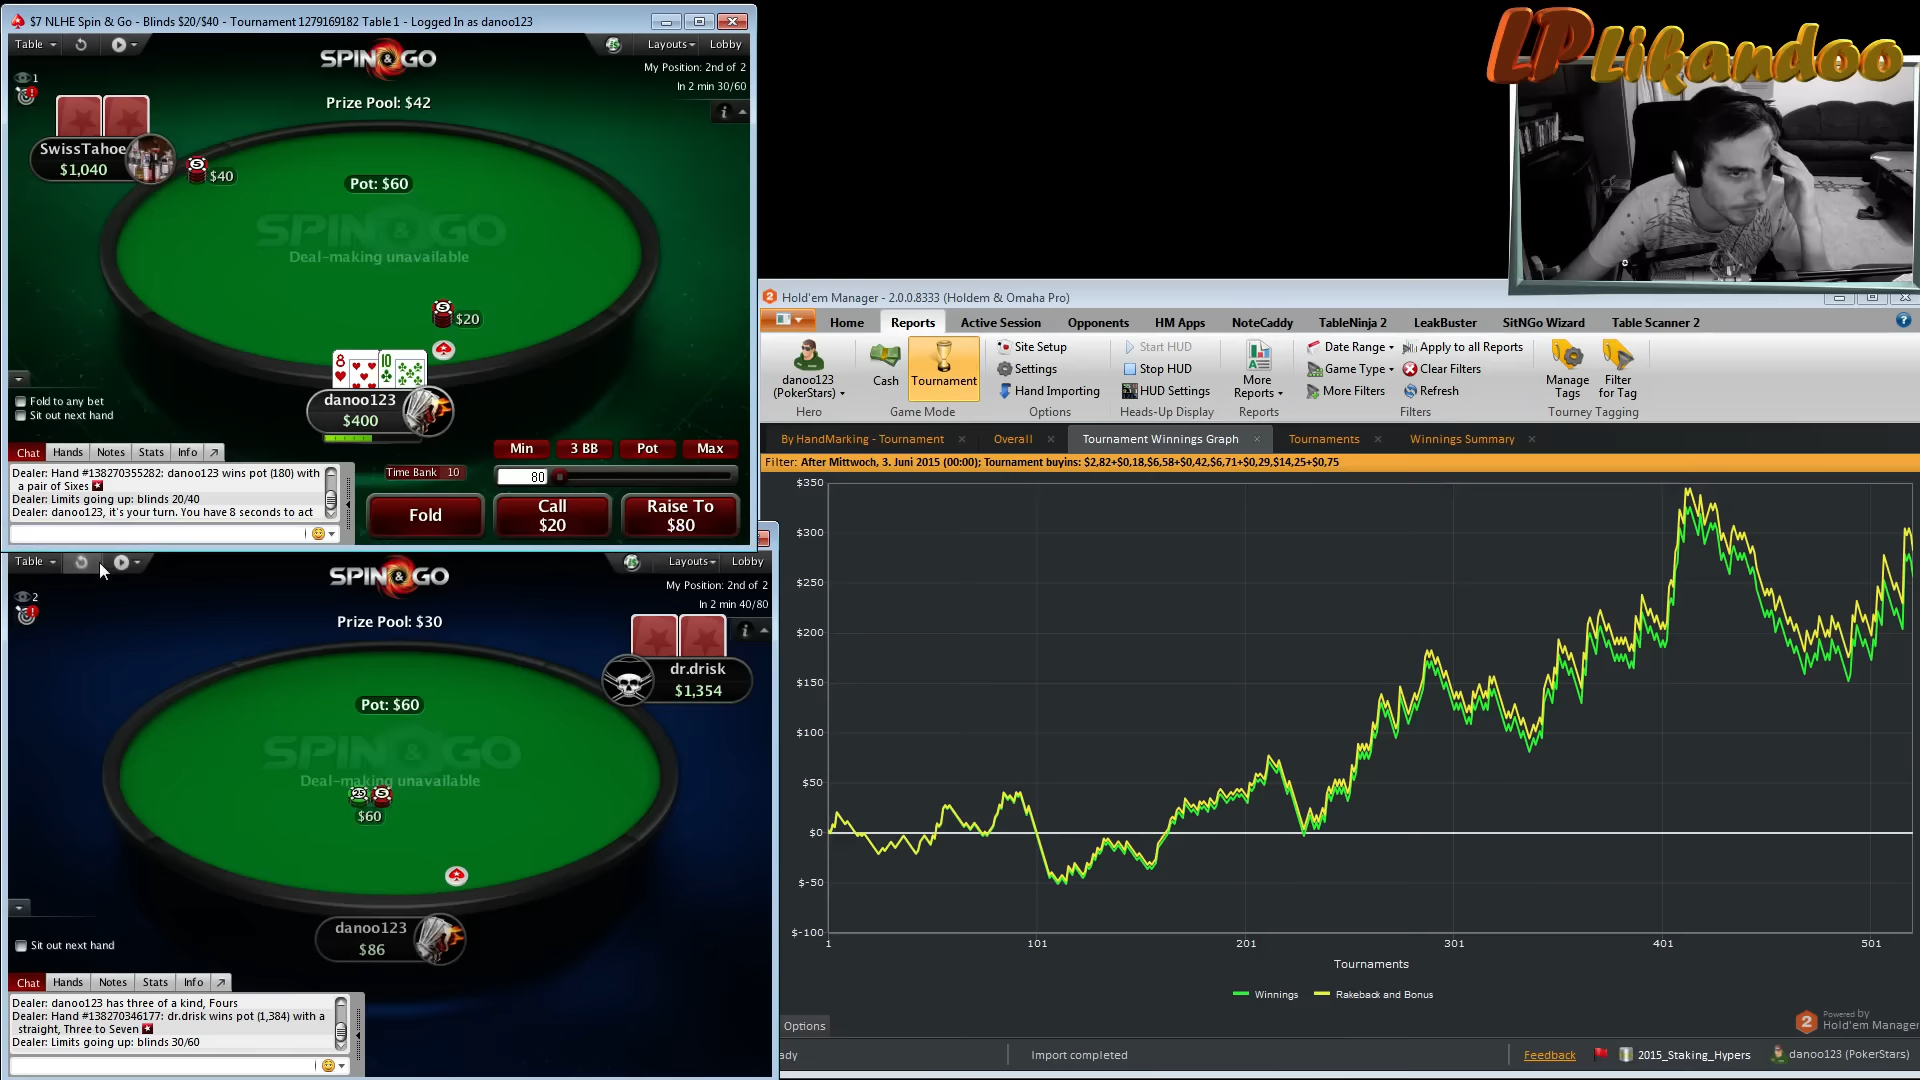 $7 NLHE Spin & Go - Blinds $20/$40 - Tournament 1279169182 Table 1 - Logged In as danoo123
Table
Layouts
Lobby
SPIN & GO
My Position: 2nd of 2
In 2 min 30/60
1
Prize Pool: $42
SwissTahoe
$1,040
$40
Pot: $60
SPIN & GO
Deal-making unavailable
$20
8
10
danoo123
$400
Fold to any bet
Sit out next hand
Chat
Hands
Notes
Stats
Info
Dealer: Hand #138270355282: danoo123 wins pot (180) with
a pair of Sixes
Dealer: Limits going up: blinds 20/40
Dealer: danoo123, it's your turn. You have 8 seconds to act
Min
3 BB
Pot
Max
Time Bank 10
80
Fold
Call
$20
Raise To
$80
Table
Layouts
Lobby
SPIN & GO
My Position: 2nd of 2
In 2 min 40/80
2
Prize Pool: $30
dr.drisk
$1,354
Pot: $60
SPIN & GO
Deal-making unavailable
25
5
$60
danoo123
$86
Sit out next hand
Chat
Hands
Notes
Stats
Info
Dealer: danoo123 has three of a kind, Fours
Dealer: Hand #138270346177: dr.drisk wins pot (1,384) with a
straight, Three to Seven
Dealer: Limits going up: blinds 30/60
LP Likandoo
Hold'em Manager - 2.0.0.8333 (Holdem & Omaha Pro)
Home
Reports
Active Session
Opponents
HM Apps
NoteCaddy
TableNinja 2
LeakBuster
SitNGo Wizard
Table Scanner 2
danoo123
(PokerStars)
Hero
Cash
Tournament
Game Mode
Site Setup
Settings
Hand Importing
Options
Start HUD
Stop HUD
HUD Settings
Heads-Up Display
More
Reports
Reports
Date Range
Game Type
More Filters
Apply to all Reports
Clear Filters
Refresh
Filters
Manage
Tags
Filter
for Tag
Tourney Tagging
By HandMarking - Tournament
Overall
Tournament Winnings Graph
Tournaments
Winnings Summary
Filter: After Mittwoch, 3. Juni 2015 (00:00); Tournament buyins: $2,82+$0,18,$6,58+$0,42,$6,71+$0,29,$14,25+$0,75
$350
$300
$250
$200
$150
$100
$50
$0
$-50
$-100
1
101
201
301
401
501
Tournaments
Winnings
Rakeback and Bonus
Options
Powered by
Hold'em Manager
ady
Import completed
Feedback
2015_Staking_Hypers
danoo123 (PokerStars)